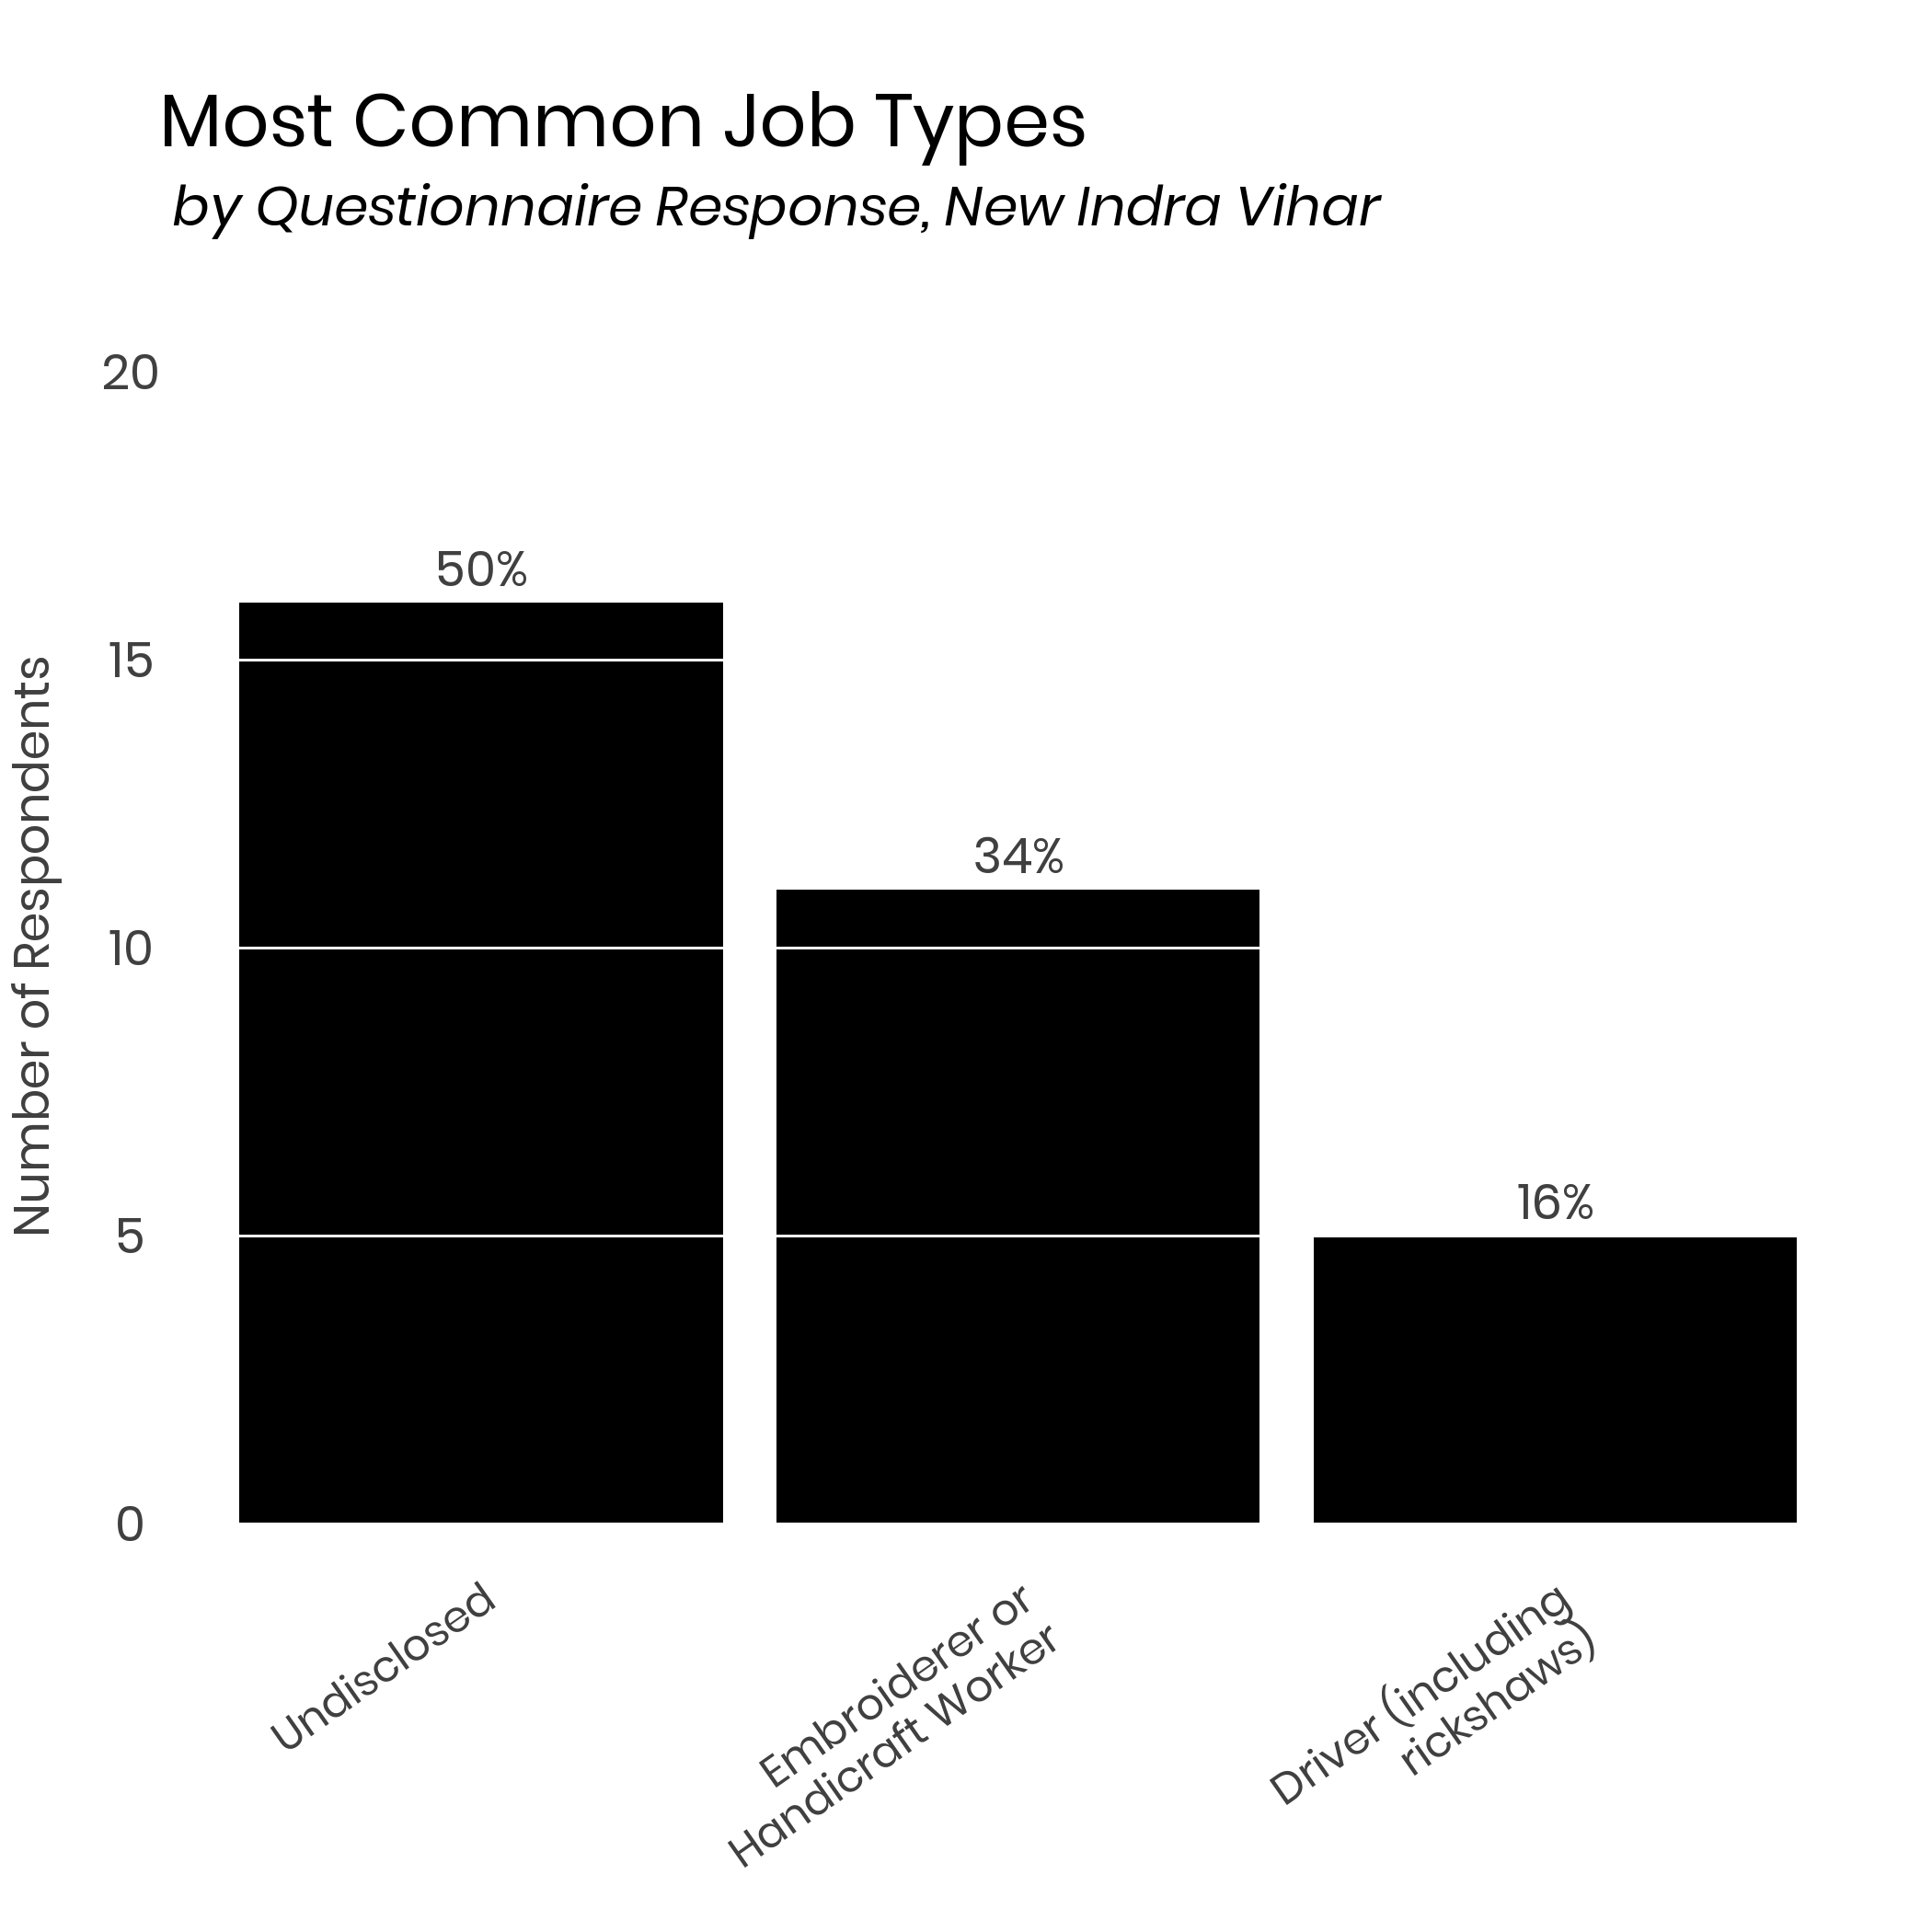 Most Common Job Types
by Questionnaire Response, New Indra Vihar
20
50%
15
34%
10
16%
5
0
Number of Respondents
Undisclosed
Embroiderer or
Handicraft Worker
Driver (including
rickshaws)